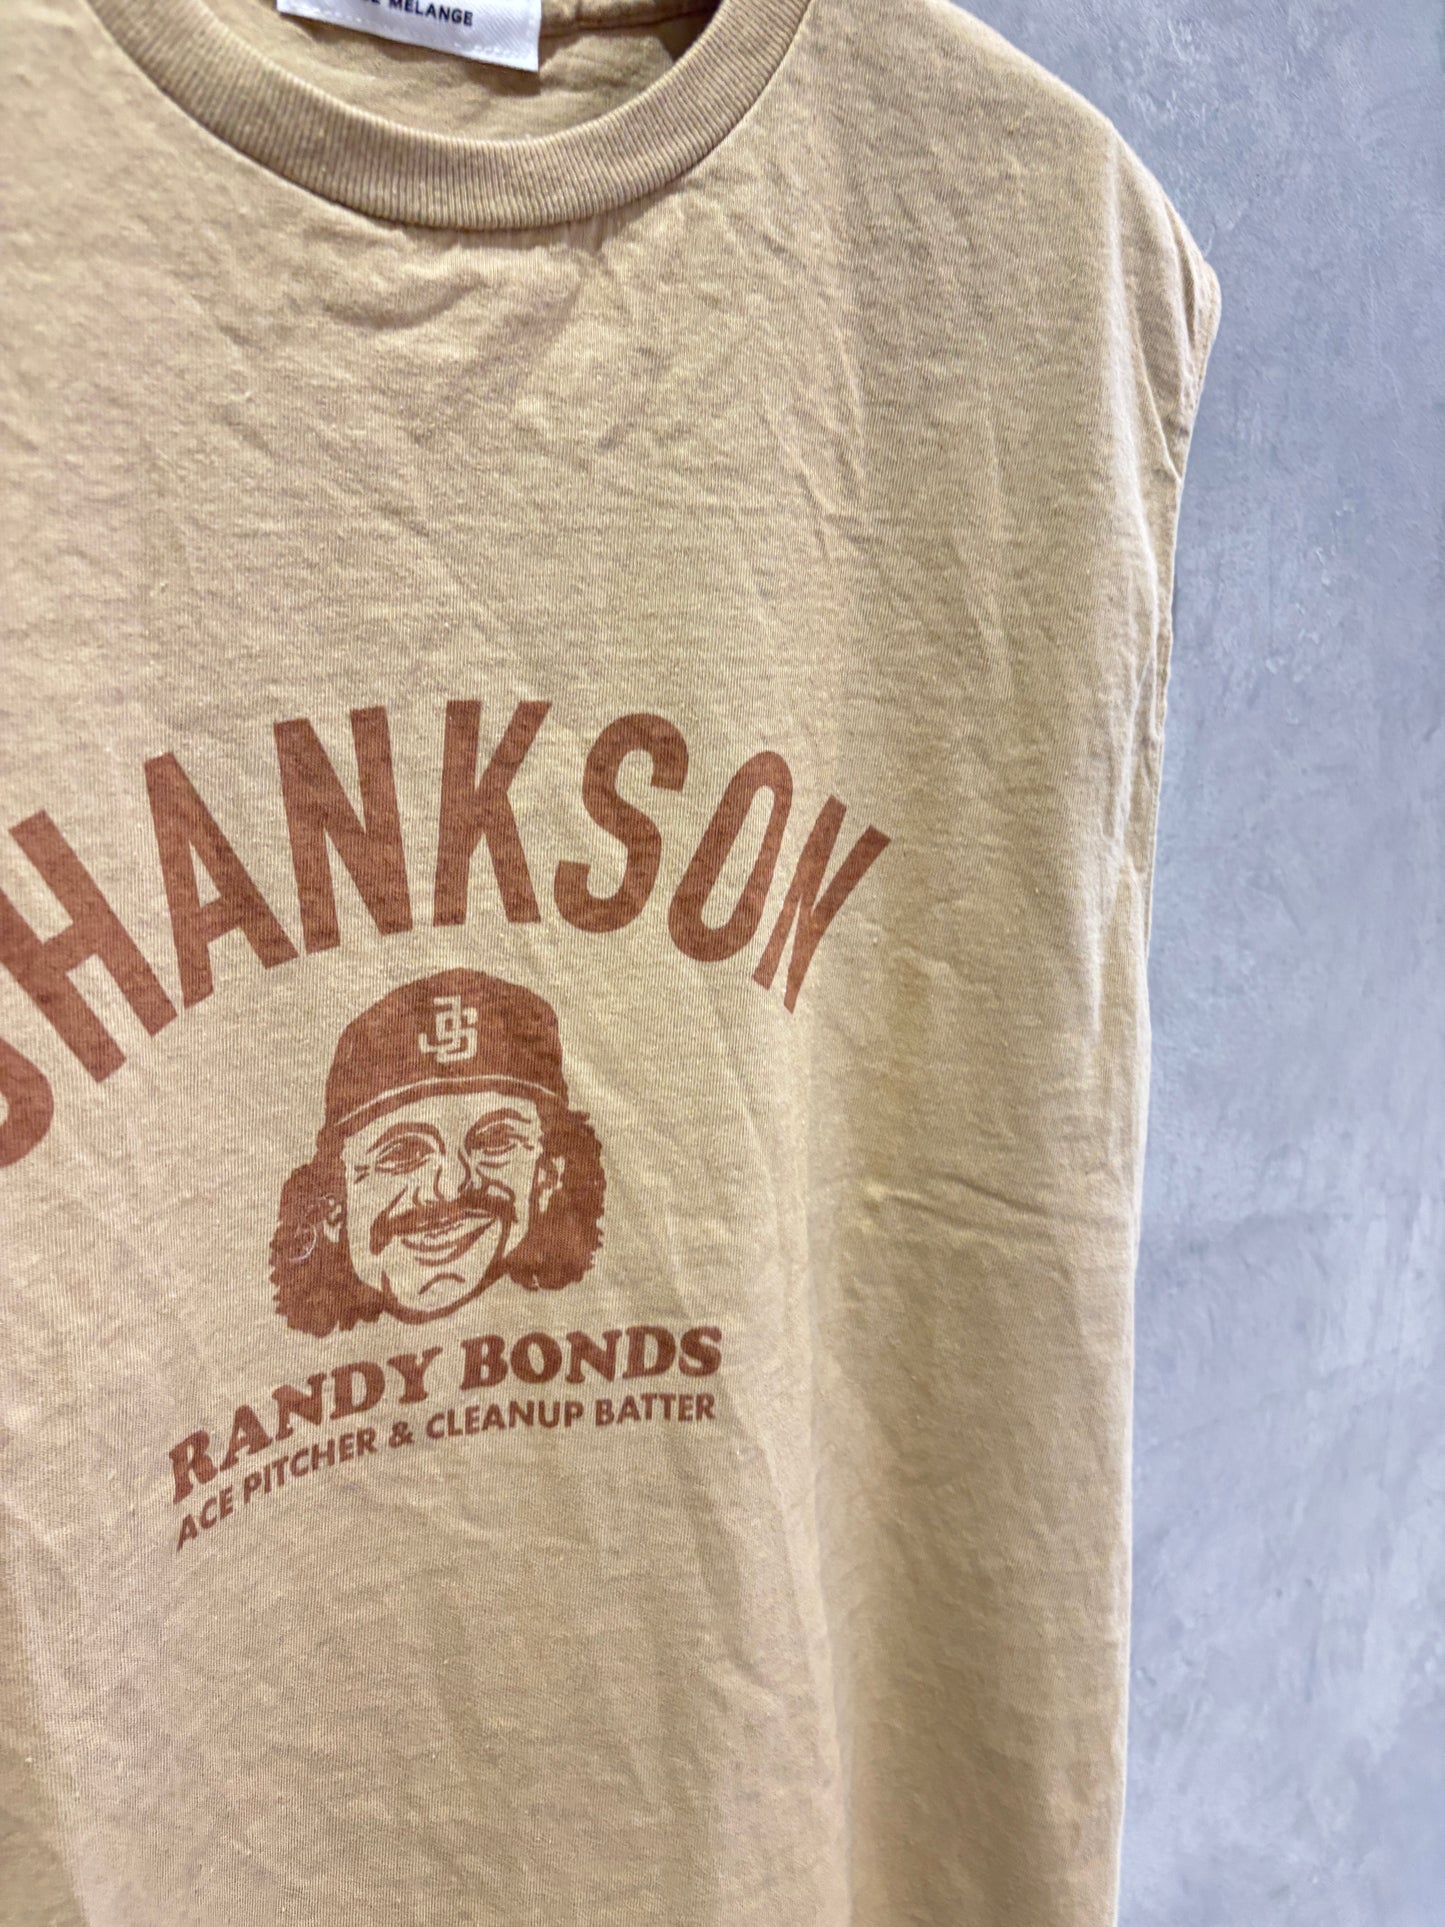 MELANGE
SHANKSON
JS
RANDY BONDS
ACE PITCHER & CLEANUP BATTER